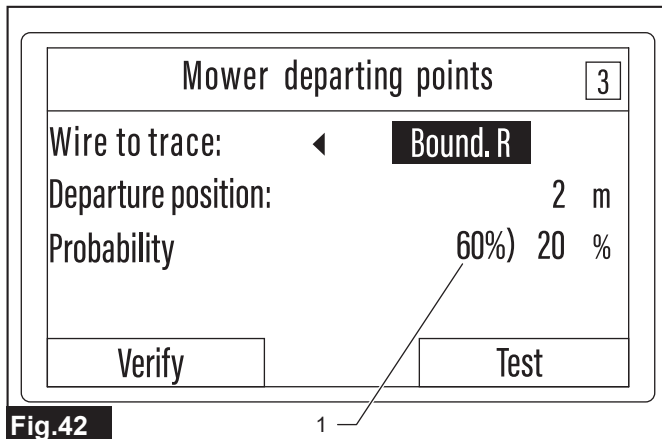 Mower departing points 3
Wire to trace: ◀ Bound. R
Departure position: 2 m
Probability 60%) 20 %
Verify Test
Fig.42 1